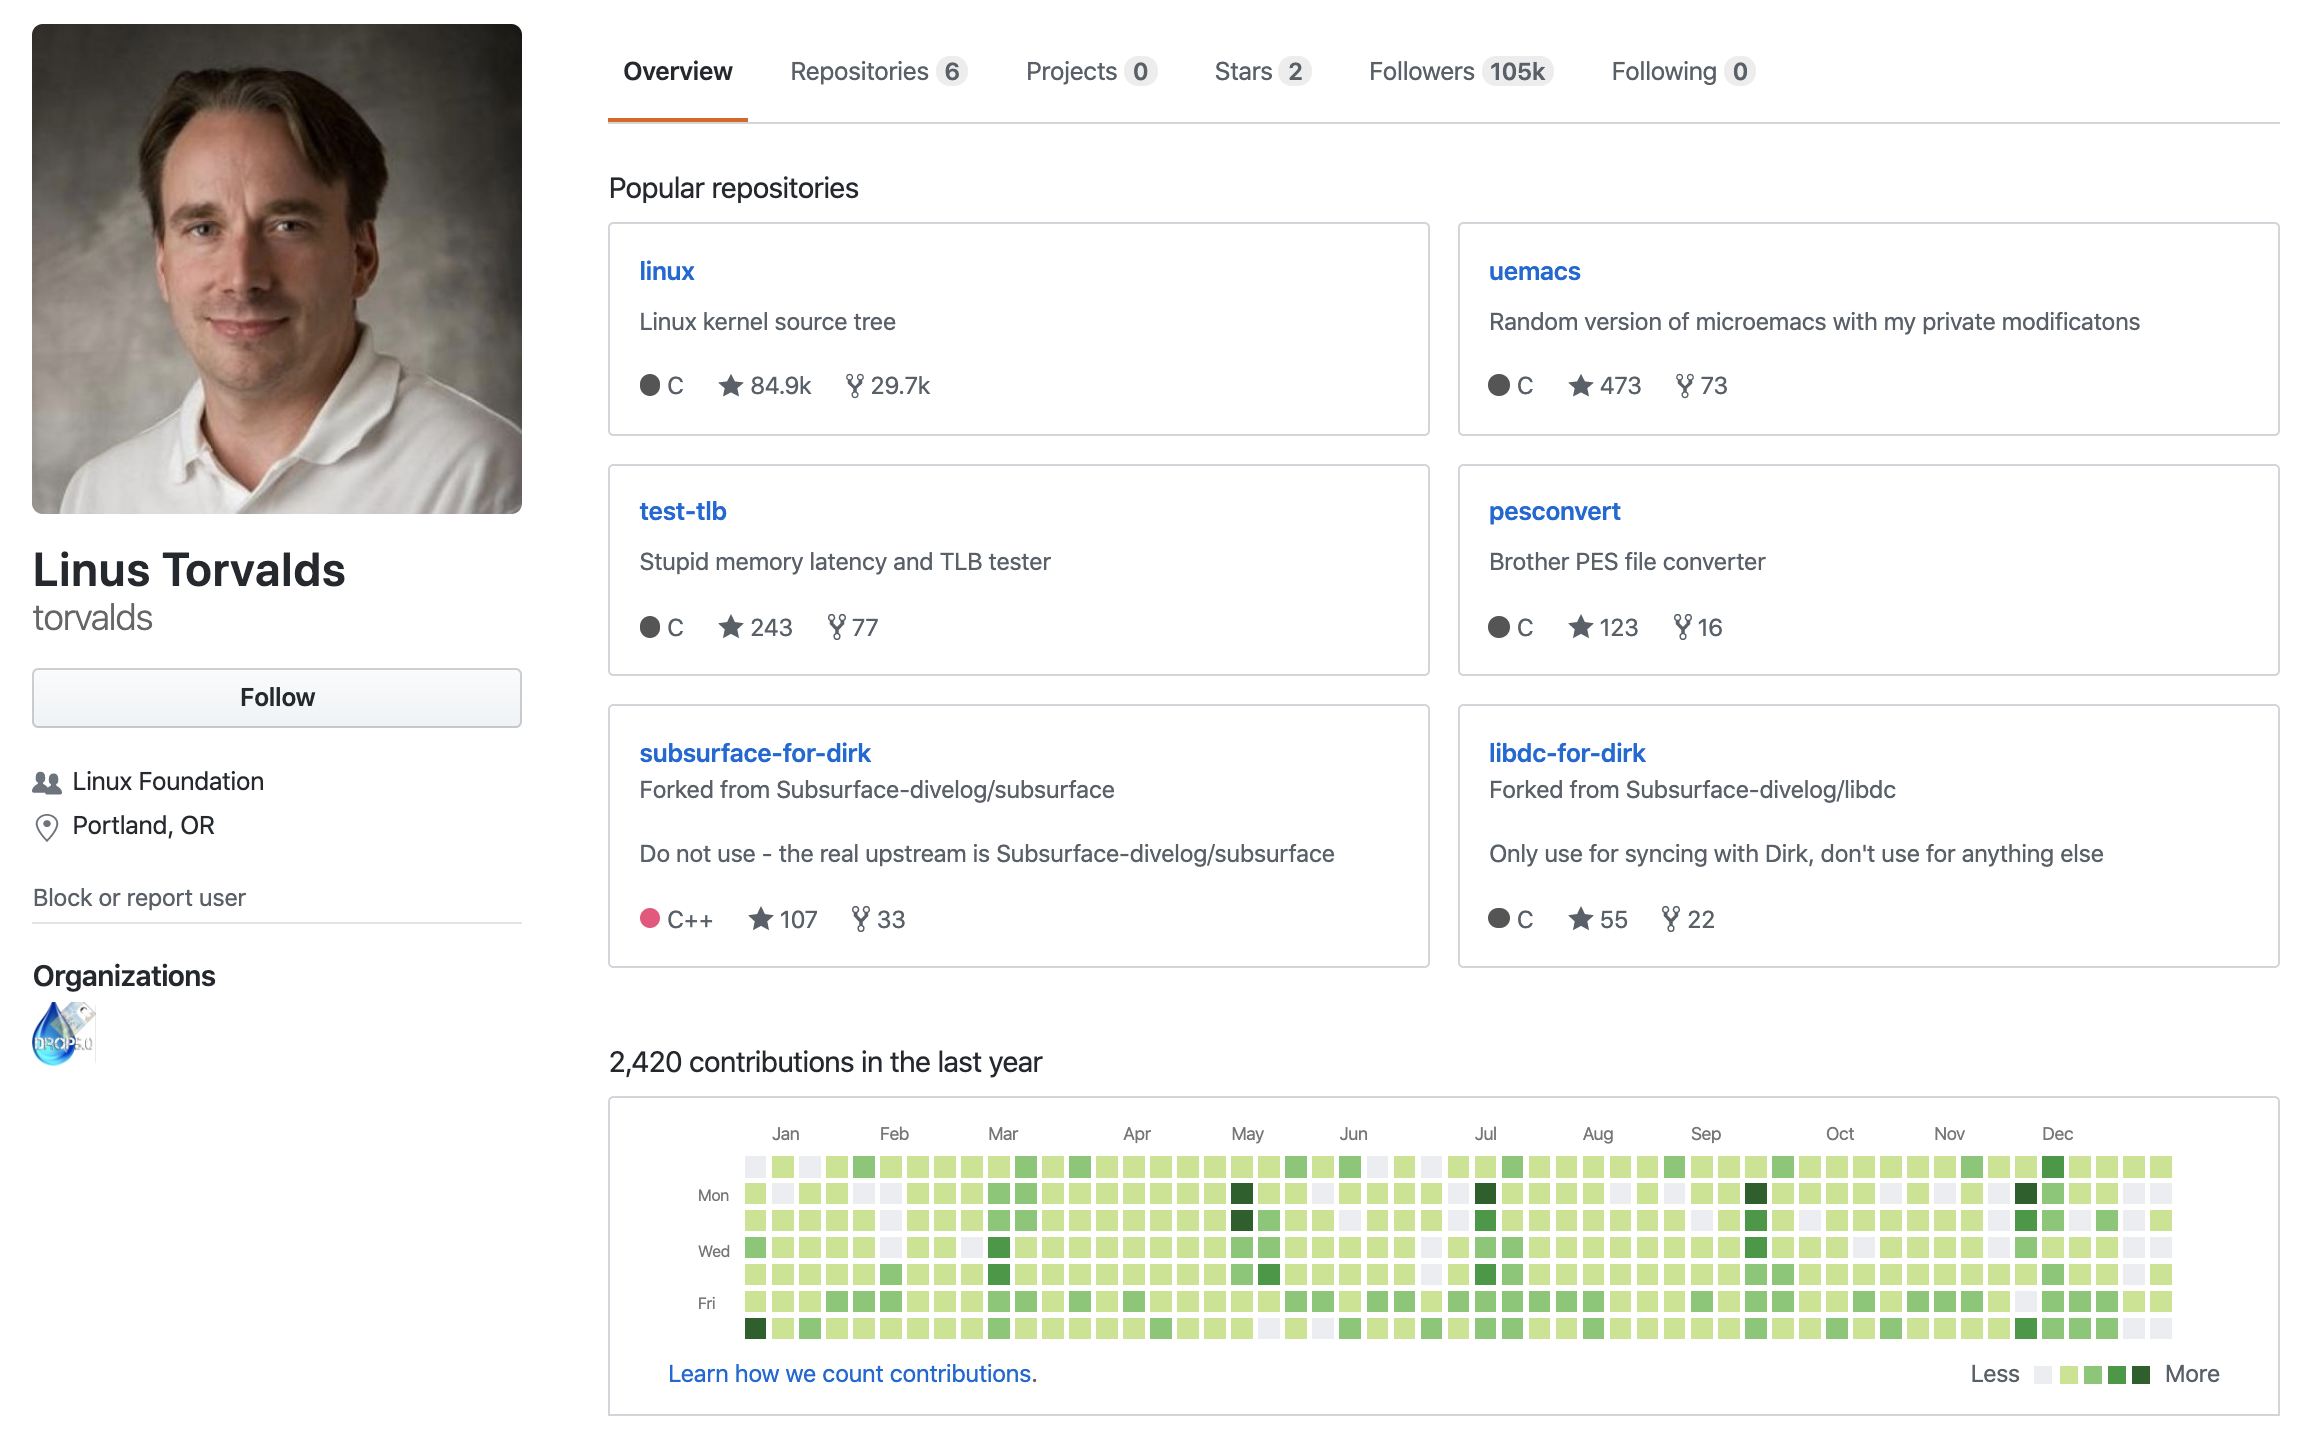 Overview Repositories 6 Projects 0 Stars 2 Followers 105k Following 0
Linus Torvalds
torvalds
Follow
Linux Foundation
Portland, OR
Block or report user
Organizations
DROP5.0
Popular repositories
linux
Linux kernel source tree
C 84.9k 29.7k
uemacs
Random version of microemacs with my private modificatons
C 473 73
test-tlb
Stupid memory latency and TLB tester
C 243 77
pesconvert
Brother PES file converter
C 123 16
subsurface-for-dirk
Forked from Subsurface-divelog/subsurface
Do not use - the real upstream is Subsurface-divelog/subsurface
C++ 107 33
libdc-for-dirk
Forked from Subsurface-divelog/libdc
Only use for syncing with Dirk, don't use for anything else
C 55 22
2,420 contributions in the last year
Jan Feb Mar Apr May Jun Jul Aug Sep Oct Nov Dec
Mon
Wed
Fri
Learn how we count contributions.
Less More